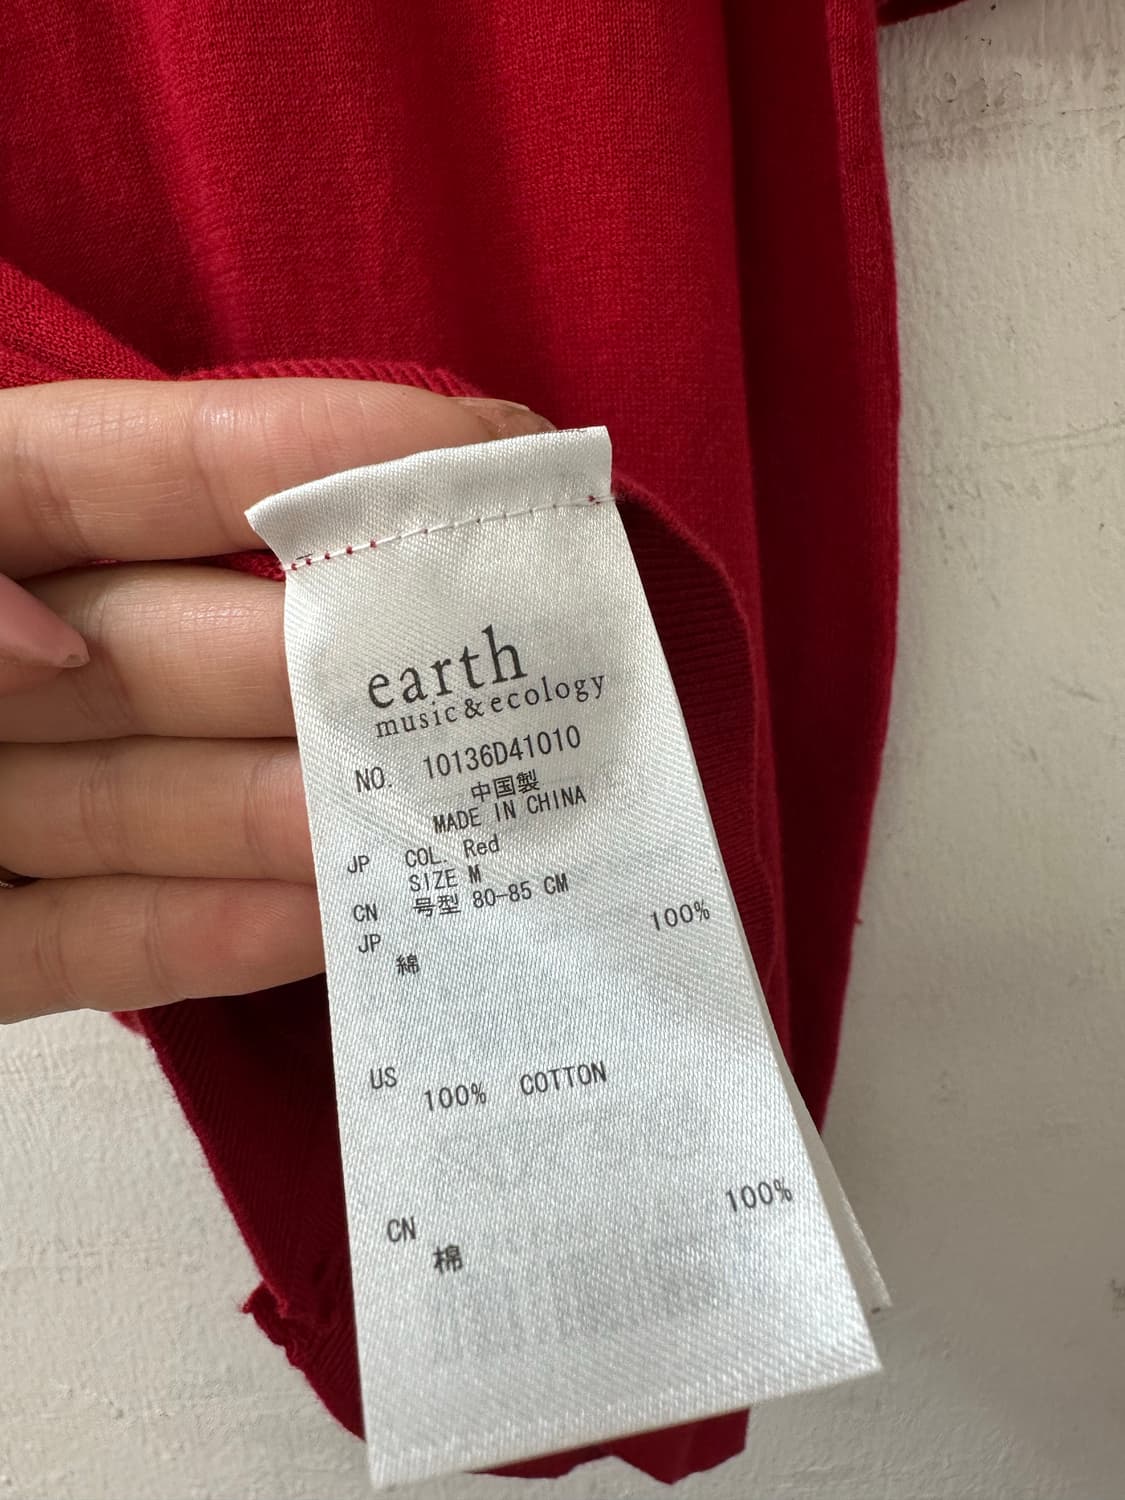 earth
music&ecology
NO. 10136D41010
中国製
MADE IN CHINA
JP COL. Red
SIZE M
CN 号型 80-85 CM
JP 綿 100%
US 100% COTTON
CN 棉 100%